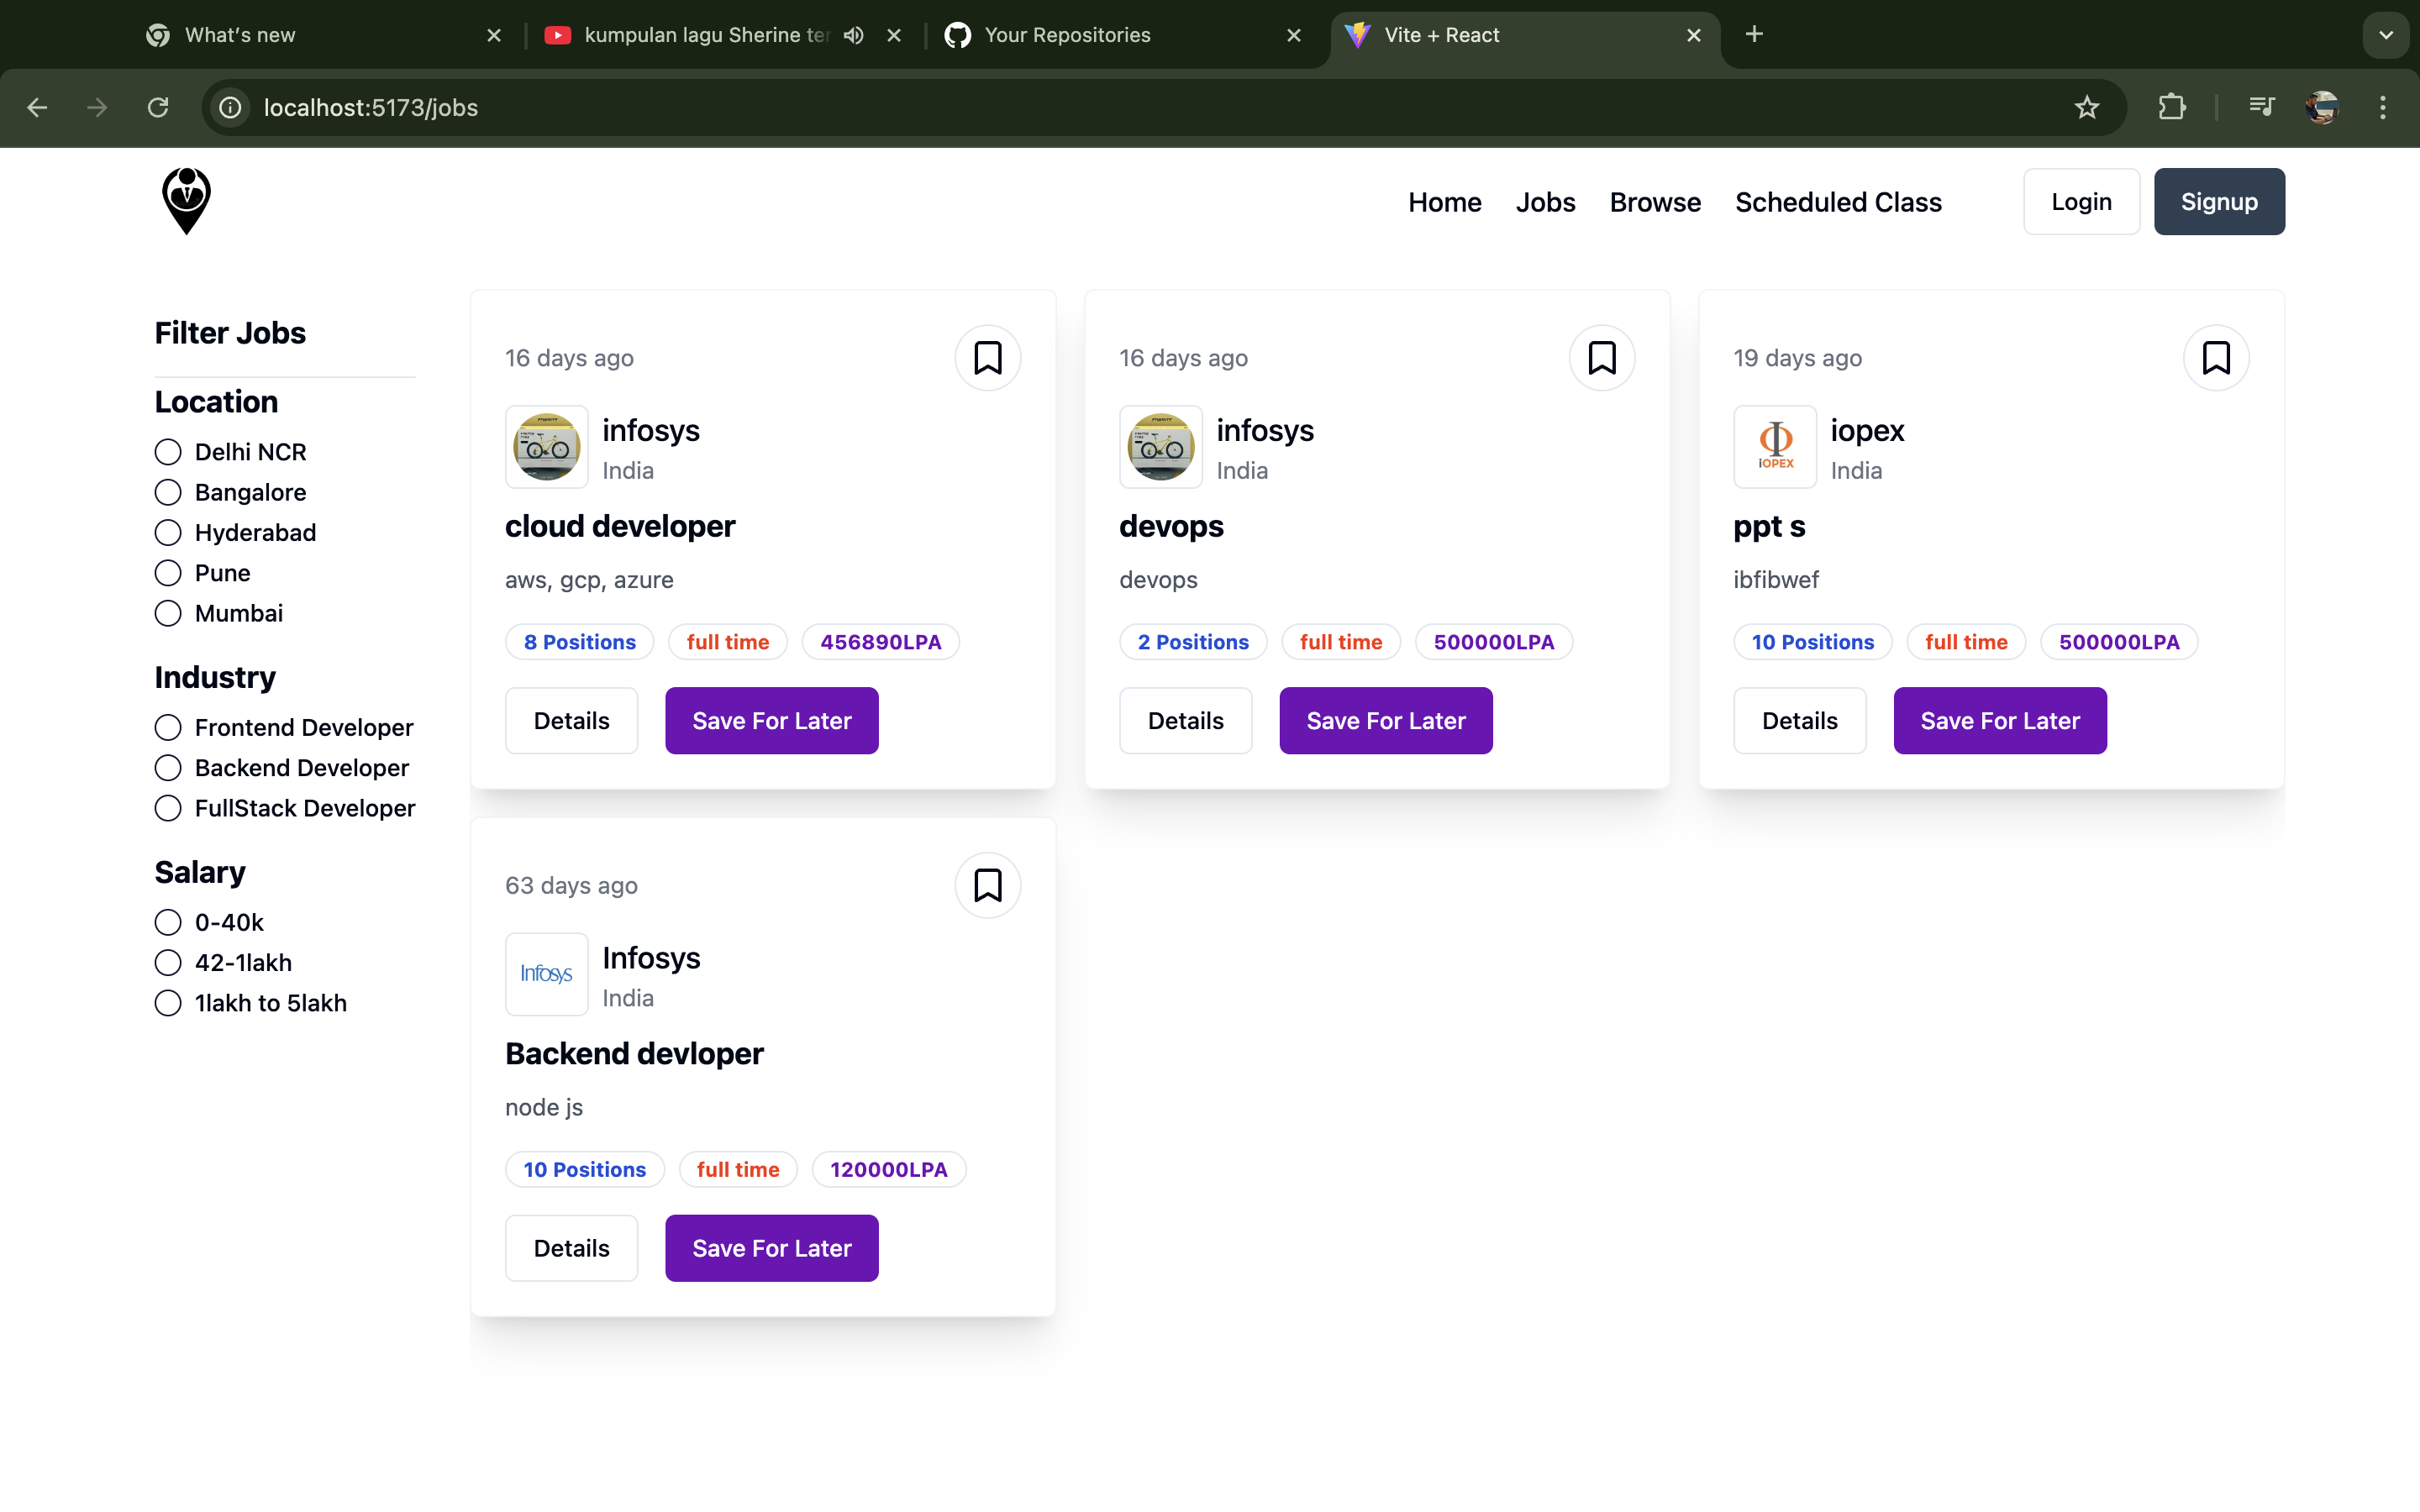 What's new
kumpulan lagu Sherine ter
Your Repositories
Vite + React
localhost:5173/jobs
Home
Jobs
Browse
Scheduled Class
Login
Signup
Filter Jobs
Location
Delhi NCR
Bangalore
Hyderabad
Pune
Mumbai
Industry
Frontend Developer
Backend Developer
FullStack Developer
Salary
0-40k
42-1lakh
1lakh to 5lakh
16 days ago
infosys
India
cloud developer
aws, gcp, azure
8 Positions
full time
456890LPA
Details
Save For Later
16 days ago
infosys
India
devops
devops
2 Positions
full time
500000LPA
Details
Save For Later
19 days ago
iOPEX
iopex
India
ppt s
ibfibwef
10 Positions
full time
500000LPA
Details
Save For Later
63 days ago
Infosys
Infosys
India
Backend devloper
node js
10 Positions
full time
120000LPA
Details
Save For Later